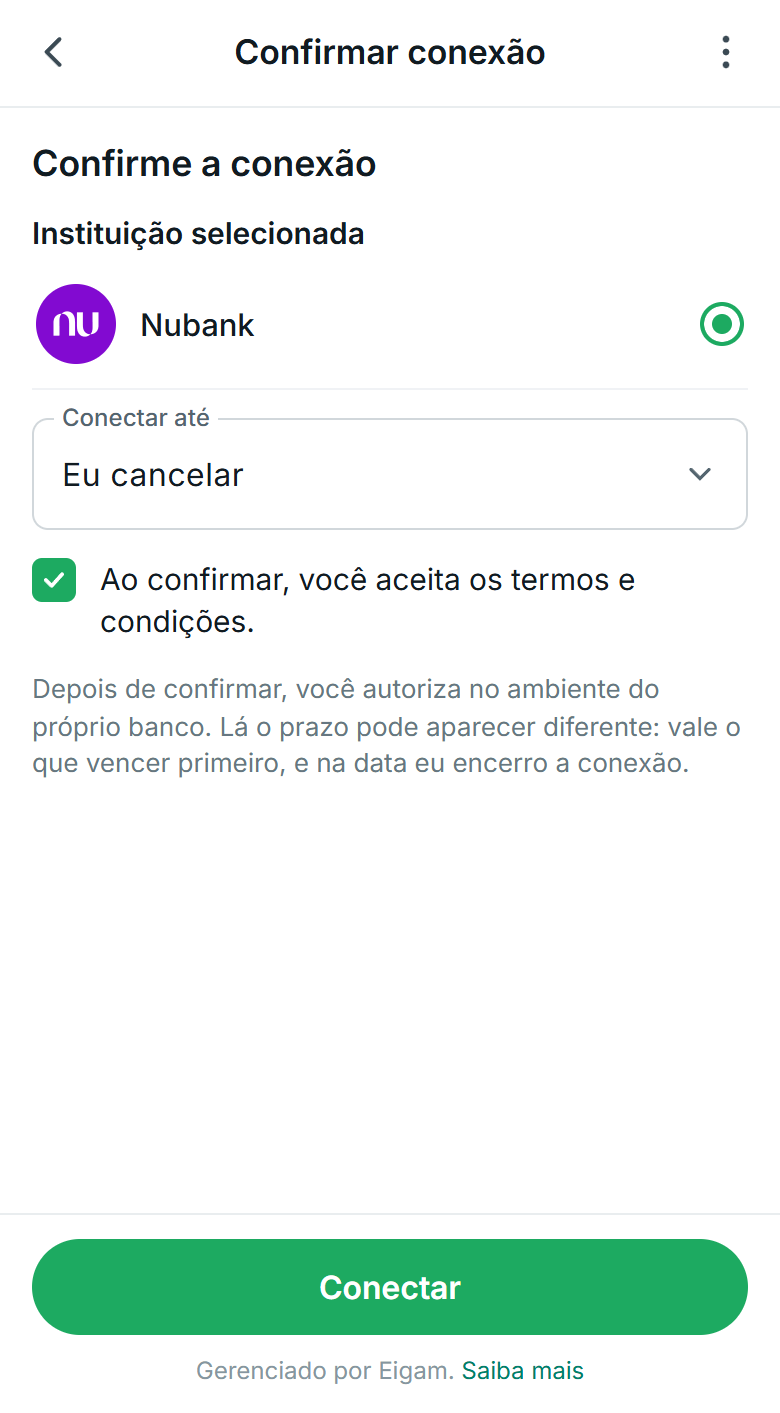 Confirmar conexão
Confirme a conexão
Instituição selecionada
nu
Nubank
Conectar até
Eu cancelar
Ao confirmar, você aceita os termos e
condições.
Depois de confirmar, você autoriza no ambiente do
próprio banco. Lá o prazo pode aparecer diferente: vale o
que vencer primeiro, e na data eu encerro a conexão.
Conectar
Gerenciado por Eigam. Saiba mais